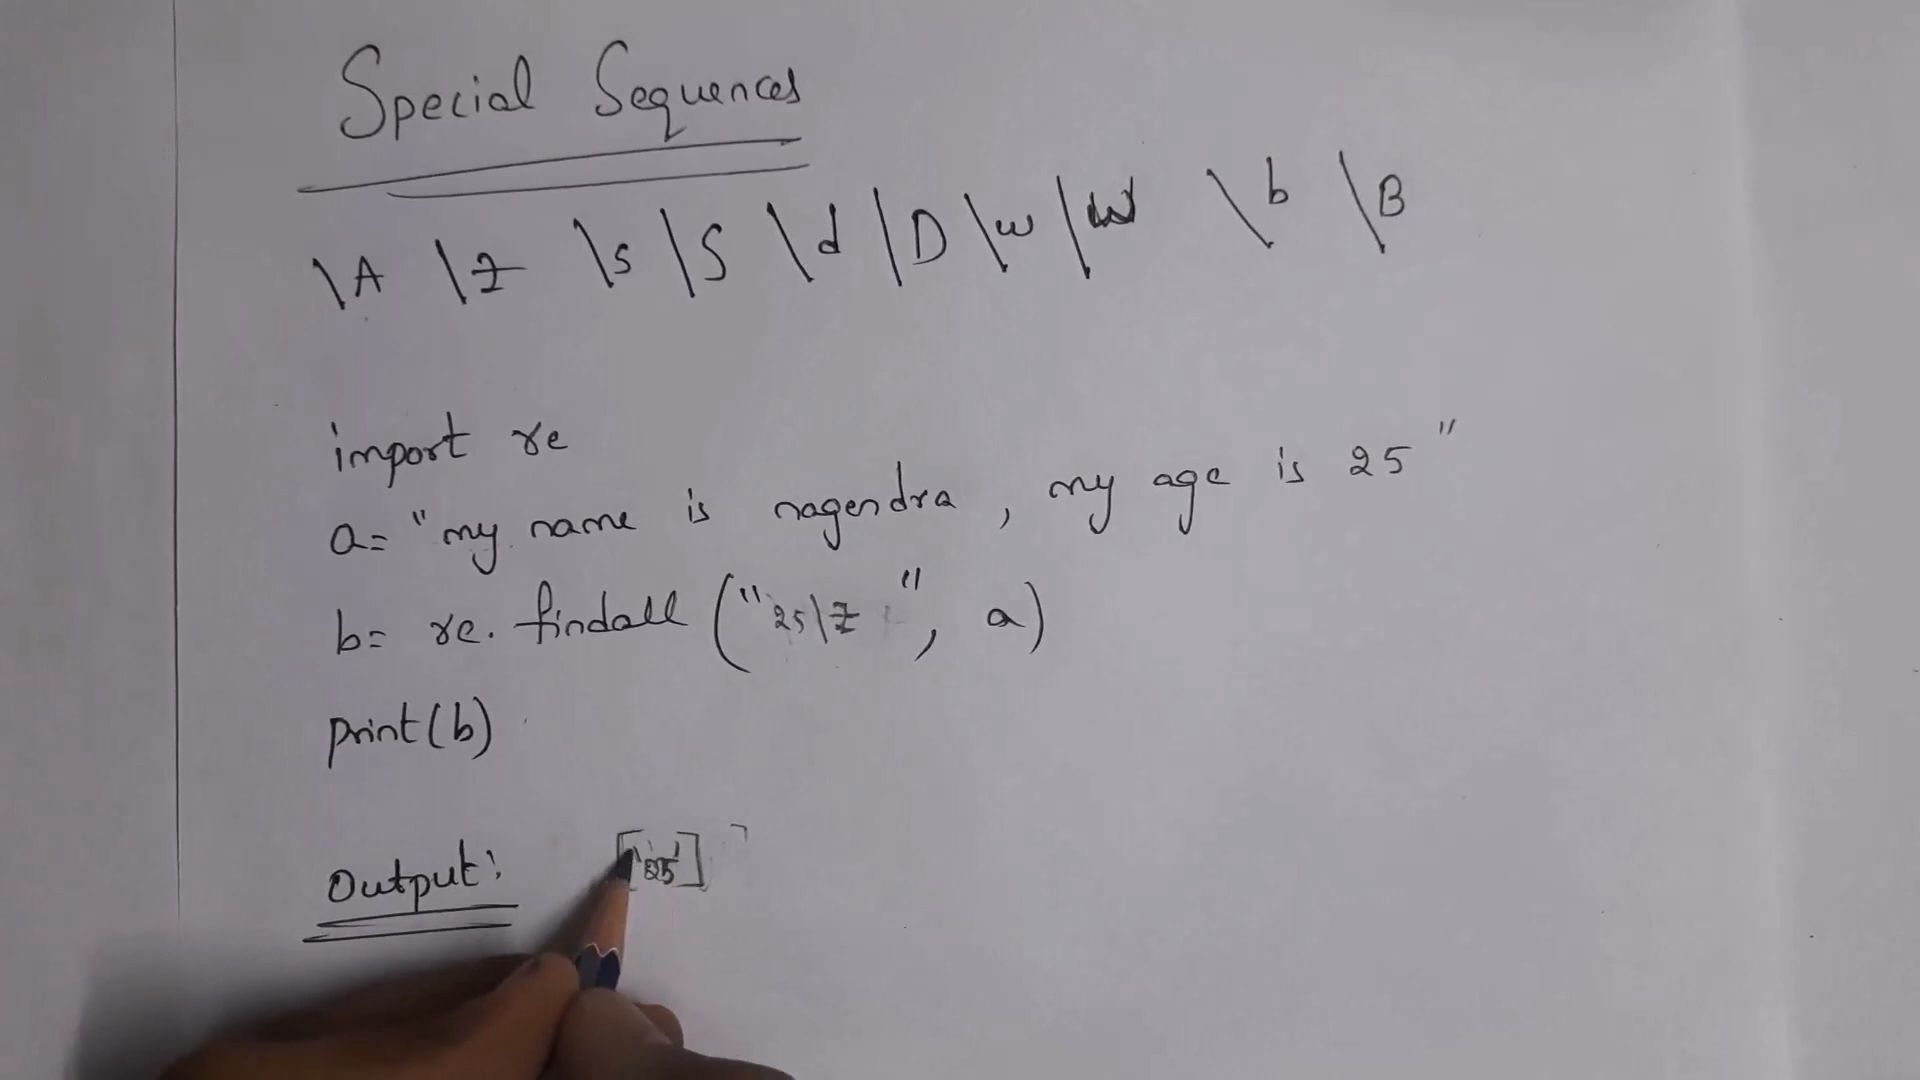 Special Sequences
\A \Z \s \S \d \D \w \W \b \B
import re
a= "my name is nagendra, my age is 25"
b= re.findall("25\Z", a)
print(b)
Output: ['25']